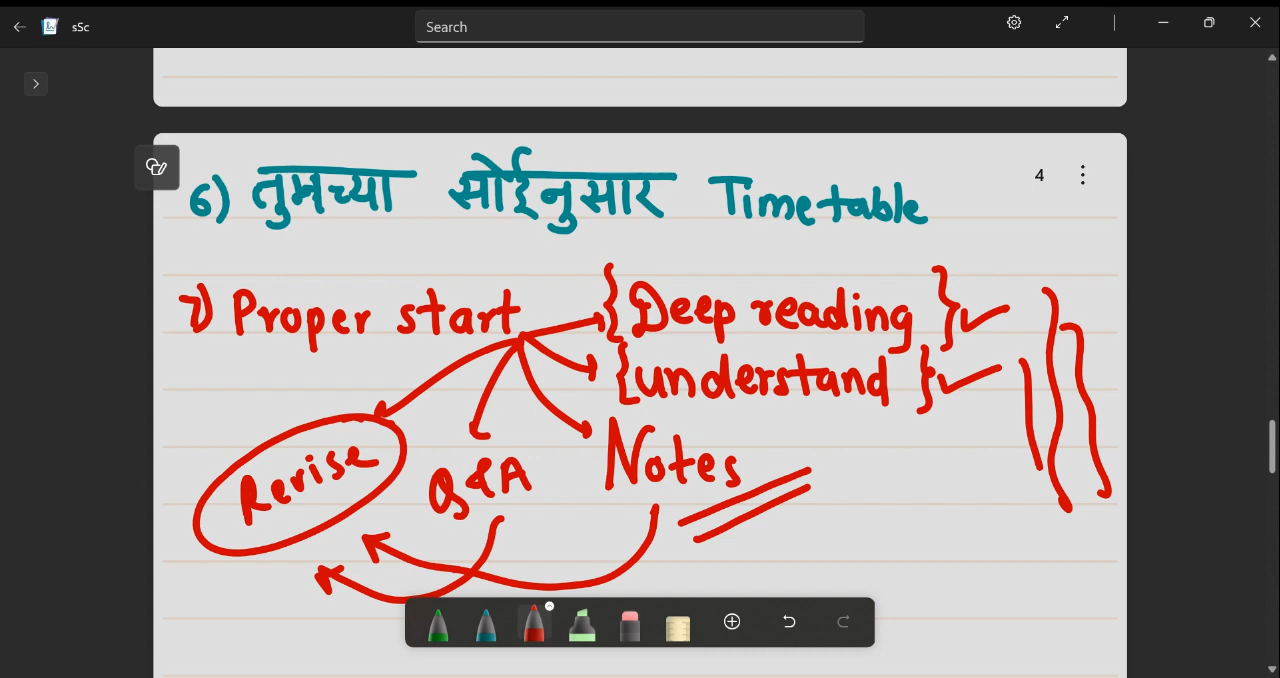 sSc
Search
4
6) तुमच्या सोईनुसार Timetable
7) Proper start {Deep reading}
{understand}
Revise Q&A Notes